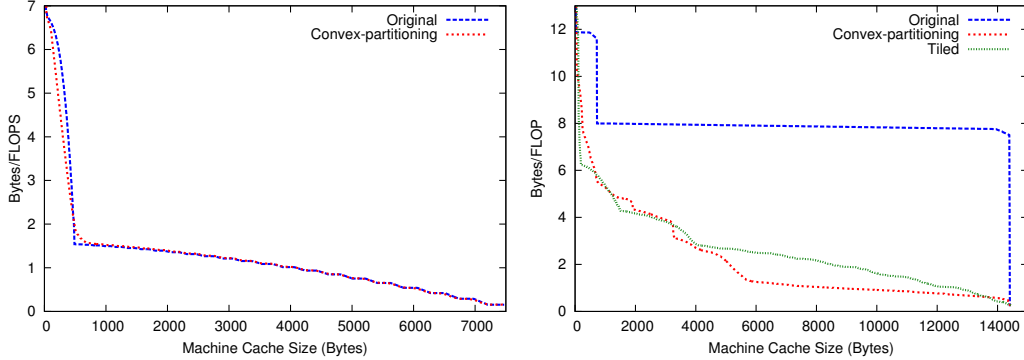 7
6
5
4
3
2
1
0
Bytes/FLOPS
0 1000 2000 3000 4000 5000 6000 7000
Machine Cache Size (Bytes)
Original
Convex-partitioning
12
10
8
6
4
2
0
Bytes/FLOP
0 2000 4000 6000 8000 10000 12000 14000
Machine Cache Size (Bytes)
Original
Convex-partitioning
Tiled